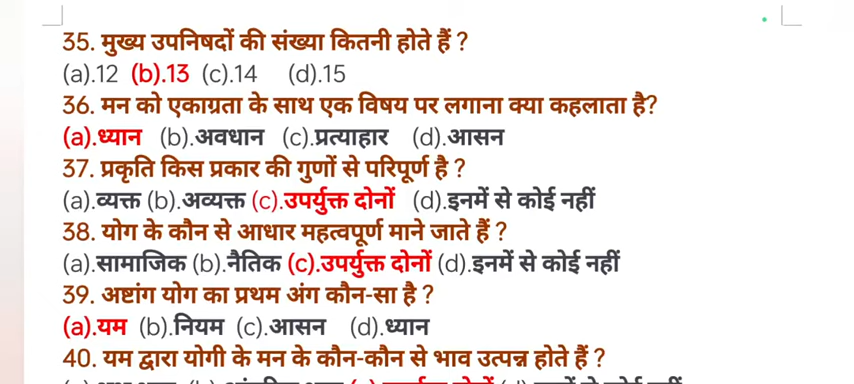 35. मुख्य उपनिषदों की संख्या कितनी होते हैं ?
(a).12 (b).13 (c).14 (d).15
36. मन को एकाग्रता के साथ एक विषय पर लगाना क्या कहलाता है?
(a).ध्यान (b).अवधान (c).प्रत्याहार (d).आसन
37. प्रकृति किस प्रकार की गुणों से परिपूर्ण है ?
(a).व्यक्त (b).अव्यक्त (c).उपर्युक्त दोनों (d).इनमें से कोई नहीं
38. योग के कौन से आधार महत्वपूर्ण माने जाते हैं ?
(a).सामाजिक (b).नैतिक (c).उपर्युक्त दोनों (d).इनमें से कोई नहीं
39. अष्टांग योग का प्रथम अंग कौन-सा है ?
(a).यम (b).नियम (c).आसन (d).ध्यान
40. यम द्वारा योगी के मन के कौन-कौन से भाव उत्पन्न होते हैं ?